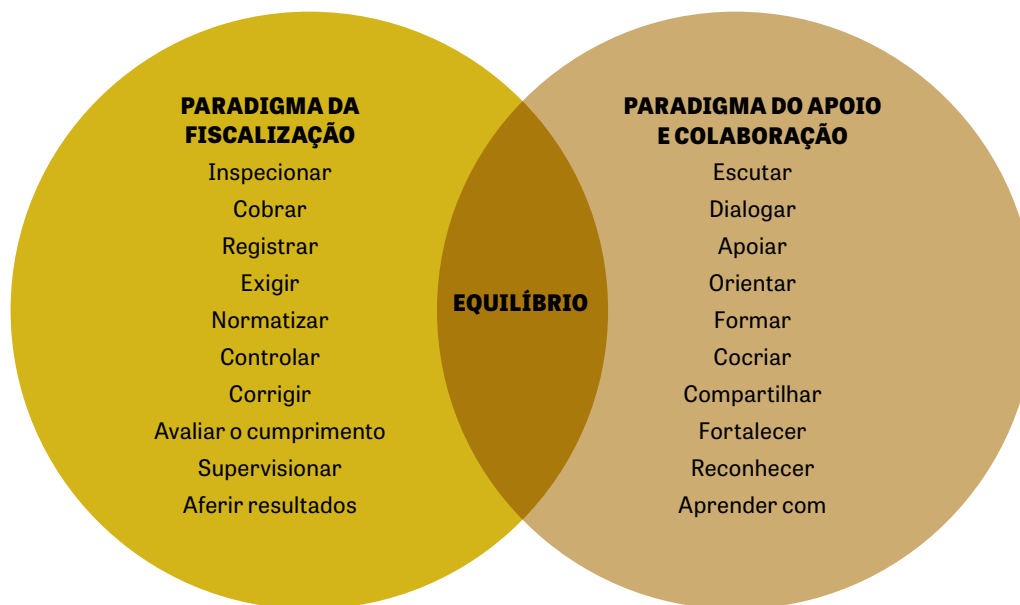 PARADIGMA DA
FISCALIZAÇÃO
Inspecionar
Cobrar
Registrar
Exigir
Normatizar
Controlar
Corrigir
Avaliar o cumprimento
Supervisionar
Aferir resultados
EQUILÍBRIO
PARADIGMA DO APOIO
E COLABORAÇÃO
Escutar
Dialogar
Apoiar
Orientar
Formar
Cocriar
Compartilhar
Fortalecer
Reconhecer
Aprender com